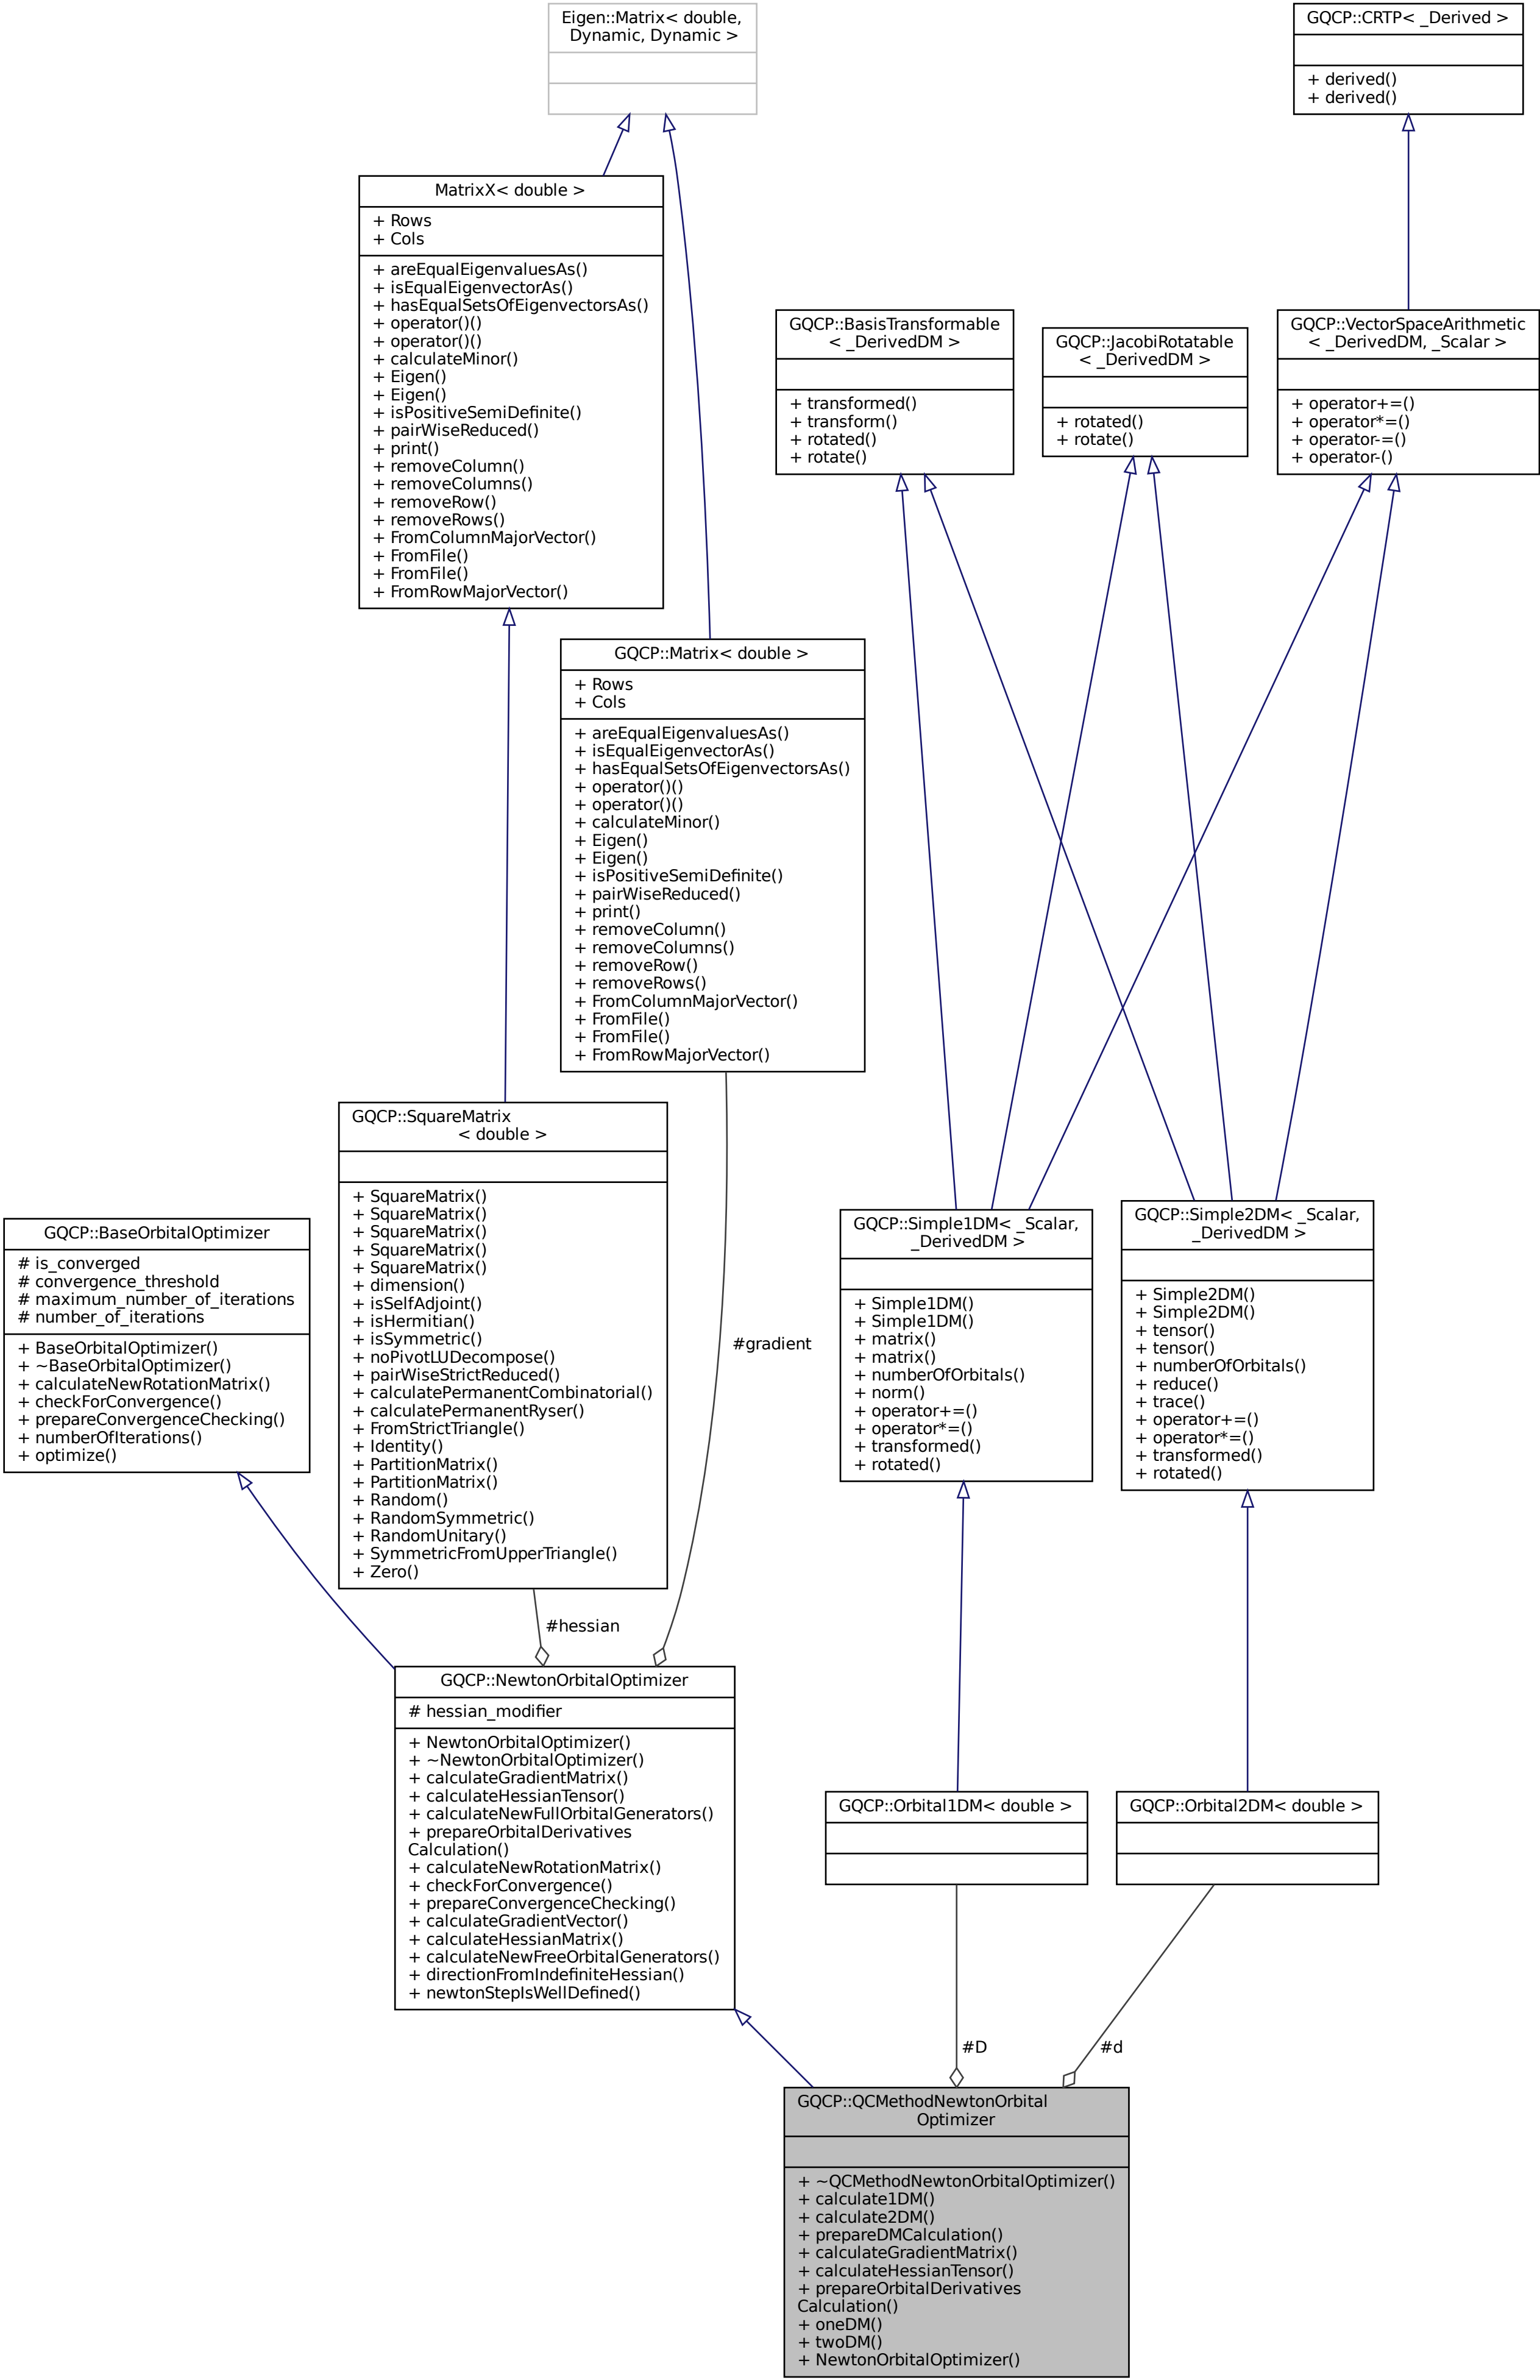 Eigen::Matrix< double,
Dynamic, Dynamic >
GQCP::CRTP< _Derived >
+ derived()
+ derived()
MatrixX< double >
+ Rows
+ Cols
+ areEqualEigenvaluesAs()
+ isEqualEigenvectorAs()
+ hasEqualSetsOfEigenvectorsAs()
+ operator()()
+ operator()()
+ calculateMinor()
+ Eigen()
+ Eigen()
+ isPositiveSemiDefinite()
+ pairWiseReduced()
+ print()
+ removeColumn()
+ removeColumns()
+ removeRow()
+ removeRows()
+ FromColumnMajorVector()
+ FromFile()
+ FromFile()
+ FromRowMajorVector()
GQCP::BasisTransformable
< _DerivedDM >
+ transformed()
+ transform()
+ rotated()
+ rotate()
GQCP::JacobiRotatable
< _DerivedDM >
+ rotated()
+ rotate()
GQCP::VectorSpaceArithmetic
< _DerivedDM, _Scalar >
+ operator+=()
+ operator*=()
+ operator-=()
+ operator-()
GQCP::Matrix< double >
+ Rows
+ Cols
+ areEqualEigenvaluesAs()
+ isEqualEigenvectorAs()
+ hasEqualSetsOfEigenvectorsAs()
+ operator()()
+ operator()()
+ calculateMinor()
+ Eigen()
+ Eigen()
+ isPositiveSemiDefinite()
+ pairWiseReduced()
+ print()
+ removeColumn()
+ removeColumns()
+ removeRow()
+ removeRows()
+ FromColumnMajorVector()
+ FromFile()
+ FromFile()
+ FromRowMajorVector()
GQCP::SquareMatrix
< double >
+ SquareMatrix()
+ SquareMatrix()
+ SquareMatrix()
+ SquareMatrix()
+ SquareMatrix()
+ dimension()
+ isSelfAdjoint()
+ isHermitian()
+ isSymmetric()
+ noPivotLUDecompose()
+ pairWiseStrictReduced()
+ calculatePermanentCombinatorial()
+ calculatePermanentRyser()
+ FromStrictTriangle()
+ Identity()
+ PartitionMatrix()
+ PartitionMatrix()
+ Random()
+ RandomSymmetric()
+ RandomUnitary()
+ SymmetricFromUpperTriangle()
+ Zero()
GQCP::BaseOrbitalOptimizer
# is_converged
# convergence_threshold
# maximum_number_of_iterations
# number_of_iterations
+ BaseOrbitalOptimizer()
+ ~BaseOrbitalOptimizer()
+ calculateNewRotationMatrix()
+ checkForConvergence()
+ prepareConvergenceChecking()
+ numberOfIterations()
+ optimize()
#gradient
GQCP::Simple1DM< _Scalar,
_DerivedDM >
+ Simple1DM()
+ Simple1DM()
+ matrix()
+ matrix()
+ numberOfOrbitals()
+ norm()
+ operator+=()
+ operator*=()
+ transformed()
+ rotated()
GQCP::Simple2DM< _Scalar,
_DerivedDM >
+ Simple2DM()
+ Simple2DM()
+ tensor()
+ tensor()
+ numberOfOrbitals()
+ reduce()
+ trace()
+ operator+=()
+ operator*=()
+ transformed()
+ rotated()
#hessian
GQCP::NewtonOrbitalOptimizer
# hessian_modifier
+ NewtonOrbitalOptimizer()
+ ~NewtonOrbitalOptimizer()
+ calculateGradientMatrix()
+ calculateHessianTensor()
+ calculateNewFullOrbitalGenerators()
+ prepareOrbitalDerivatives
Calculation()
+ calculateNewRotationMatrix()
+ checkForConvergence()
+ prepareConvergenceChecking()
+ calculateGradientVector()
+ calculateHessianMatrix()
+ calculateNewFreeOrbitalGenerators()
+ directionFromIndefiniteHessian()
+ newtonStepIsWellDefined()
GQCP::Orbital1DM< double >
GQCP::Orbital2DM< double >
#D
#d
GQCP::QCMethodNewtonOrbital
Optimizer
+ ~QCMethodNewtonOrbitalOptimizer()
+ calculate1DM()
+ calculate2DM()
+ prepareDMCalculation()
+ calculateGradientMatrix()
+ calculateHessianTensor()
+ prepareOrbitalDerivatives
Calculation()
+ oneDM()
+ twoDM()
+ NewtonOrbitalOptimizer()